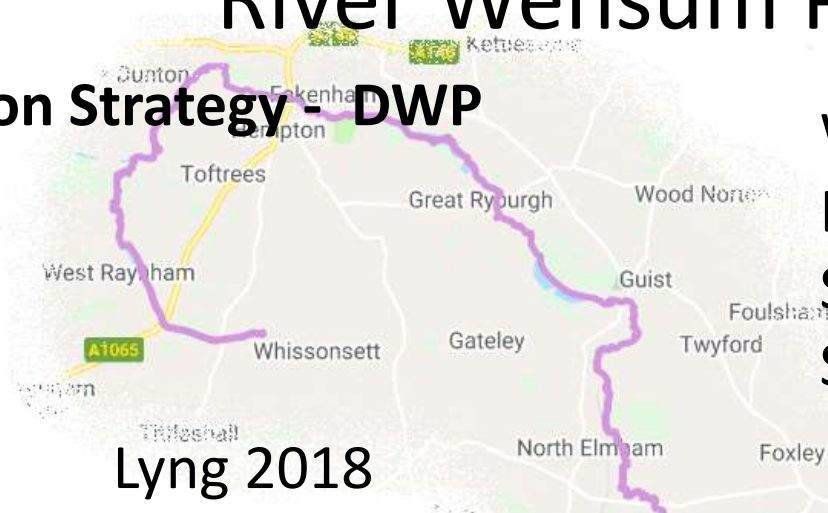 River Wensum
on Strategy - DWP
A148
Kettlestone
Dunton
Fakenham
Hempton
Toftrees
Great Ryburgh
Wood Norton
West Raynham
Guist
Foulsham
A1065
Whissonsett
Gateley
Twyford
Tittleshall
North Elmham
Foxley
Lyng 2018